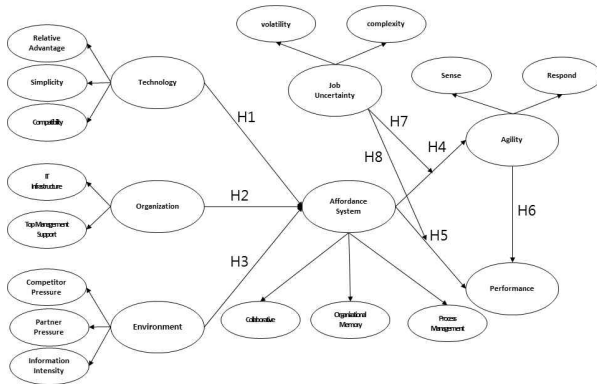 volatility
complexity
Relative
Advantage
Simplicity
Compatibility
Technology
Job
Uncertainty
Sense
Respond
H1
H7
H4
Agility
H8
IT
Infrastructure
Top Management
Support
Organization
H2
Affordance
System
H6
H5
H3
Competitor
Pressure
Partner
Pressure
Information
Intensity
Environment
Collaborative
Organizational
Memory
Process
Management
Performance